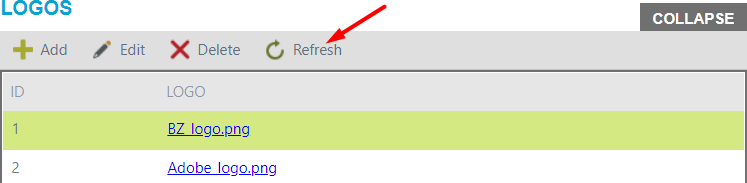 LOGOS
COLLAPSE
Add Edit Delete Refresh
ID LOGO
1 BZ_logo.png
2 Adobe_logo.png